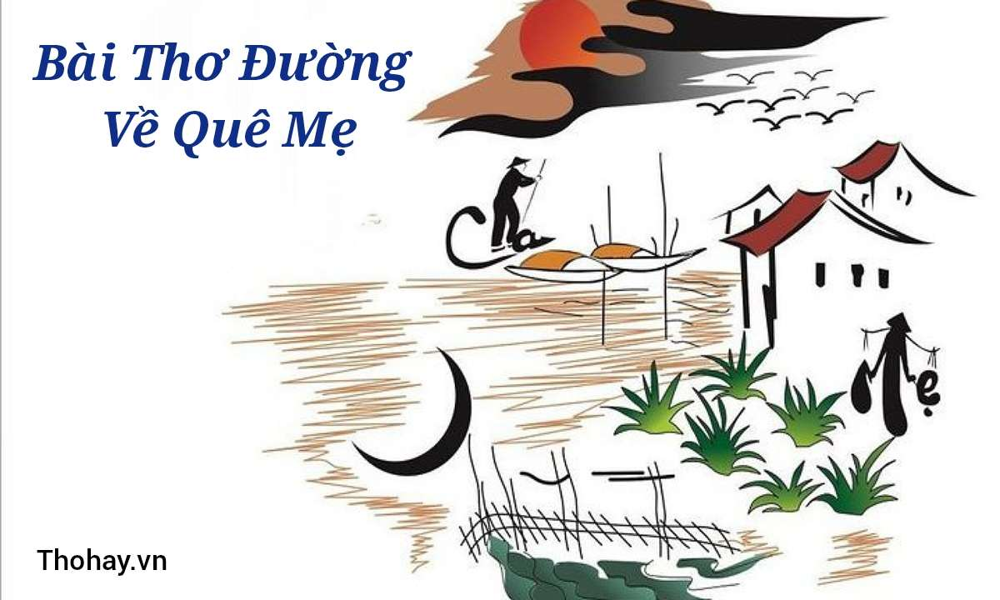 Bài Thơ Đường
Về Quê Mẹ
Cha
Mẹ
Thohay.vn